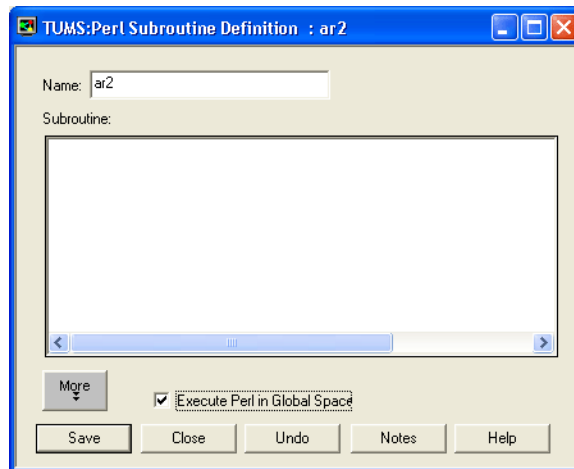 TUMS:Perl Subroutine Definition : ar2
Name: ar2
Subroutine:
More
Execute Perl in Global Space
Save Close Undo Notes Help